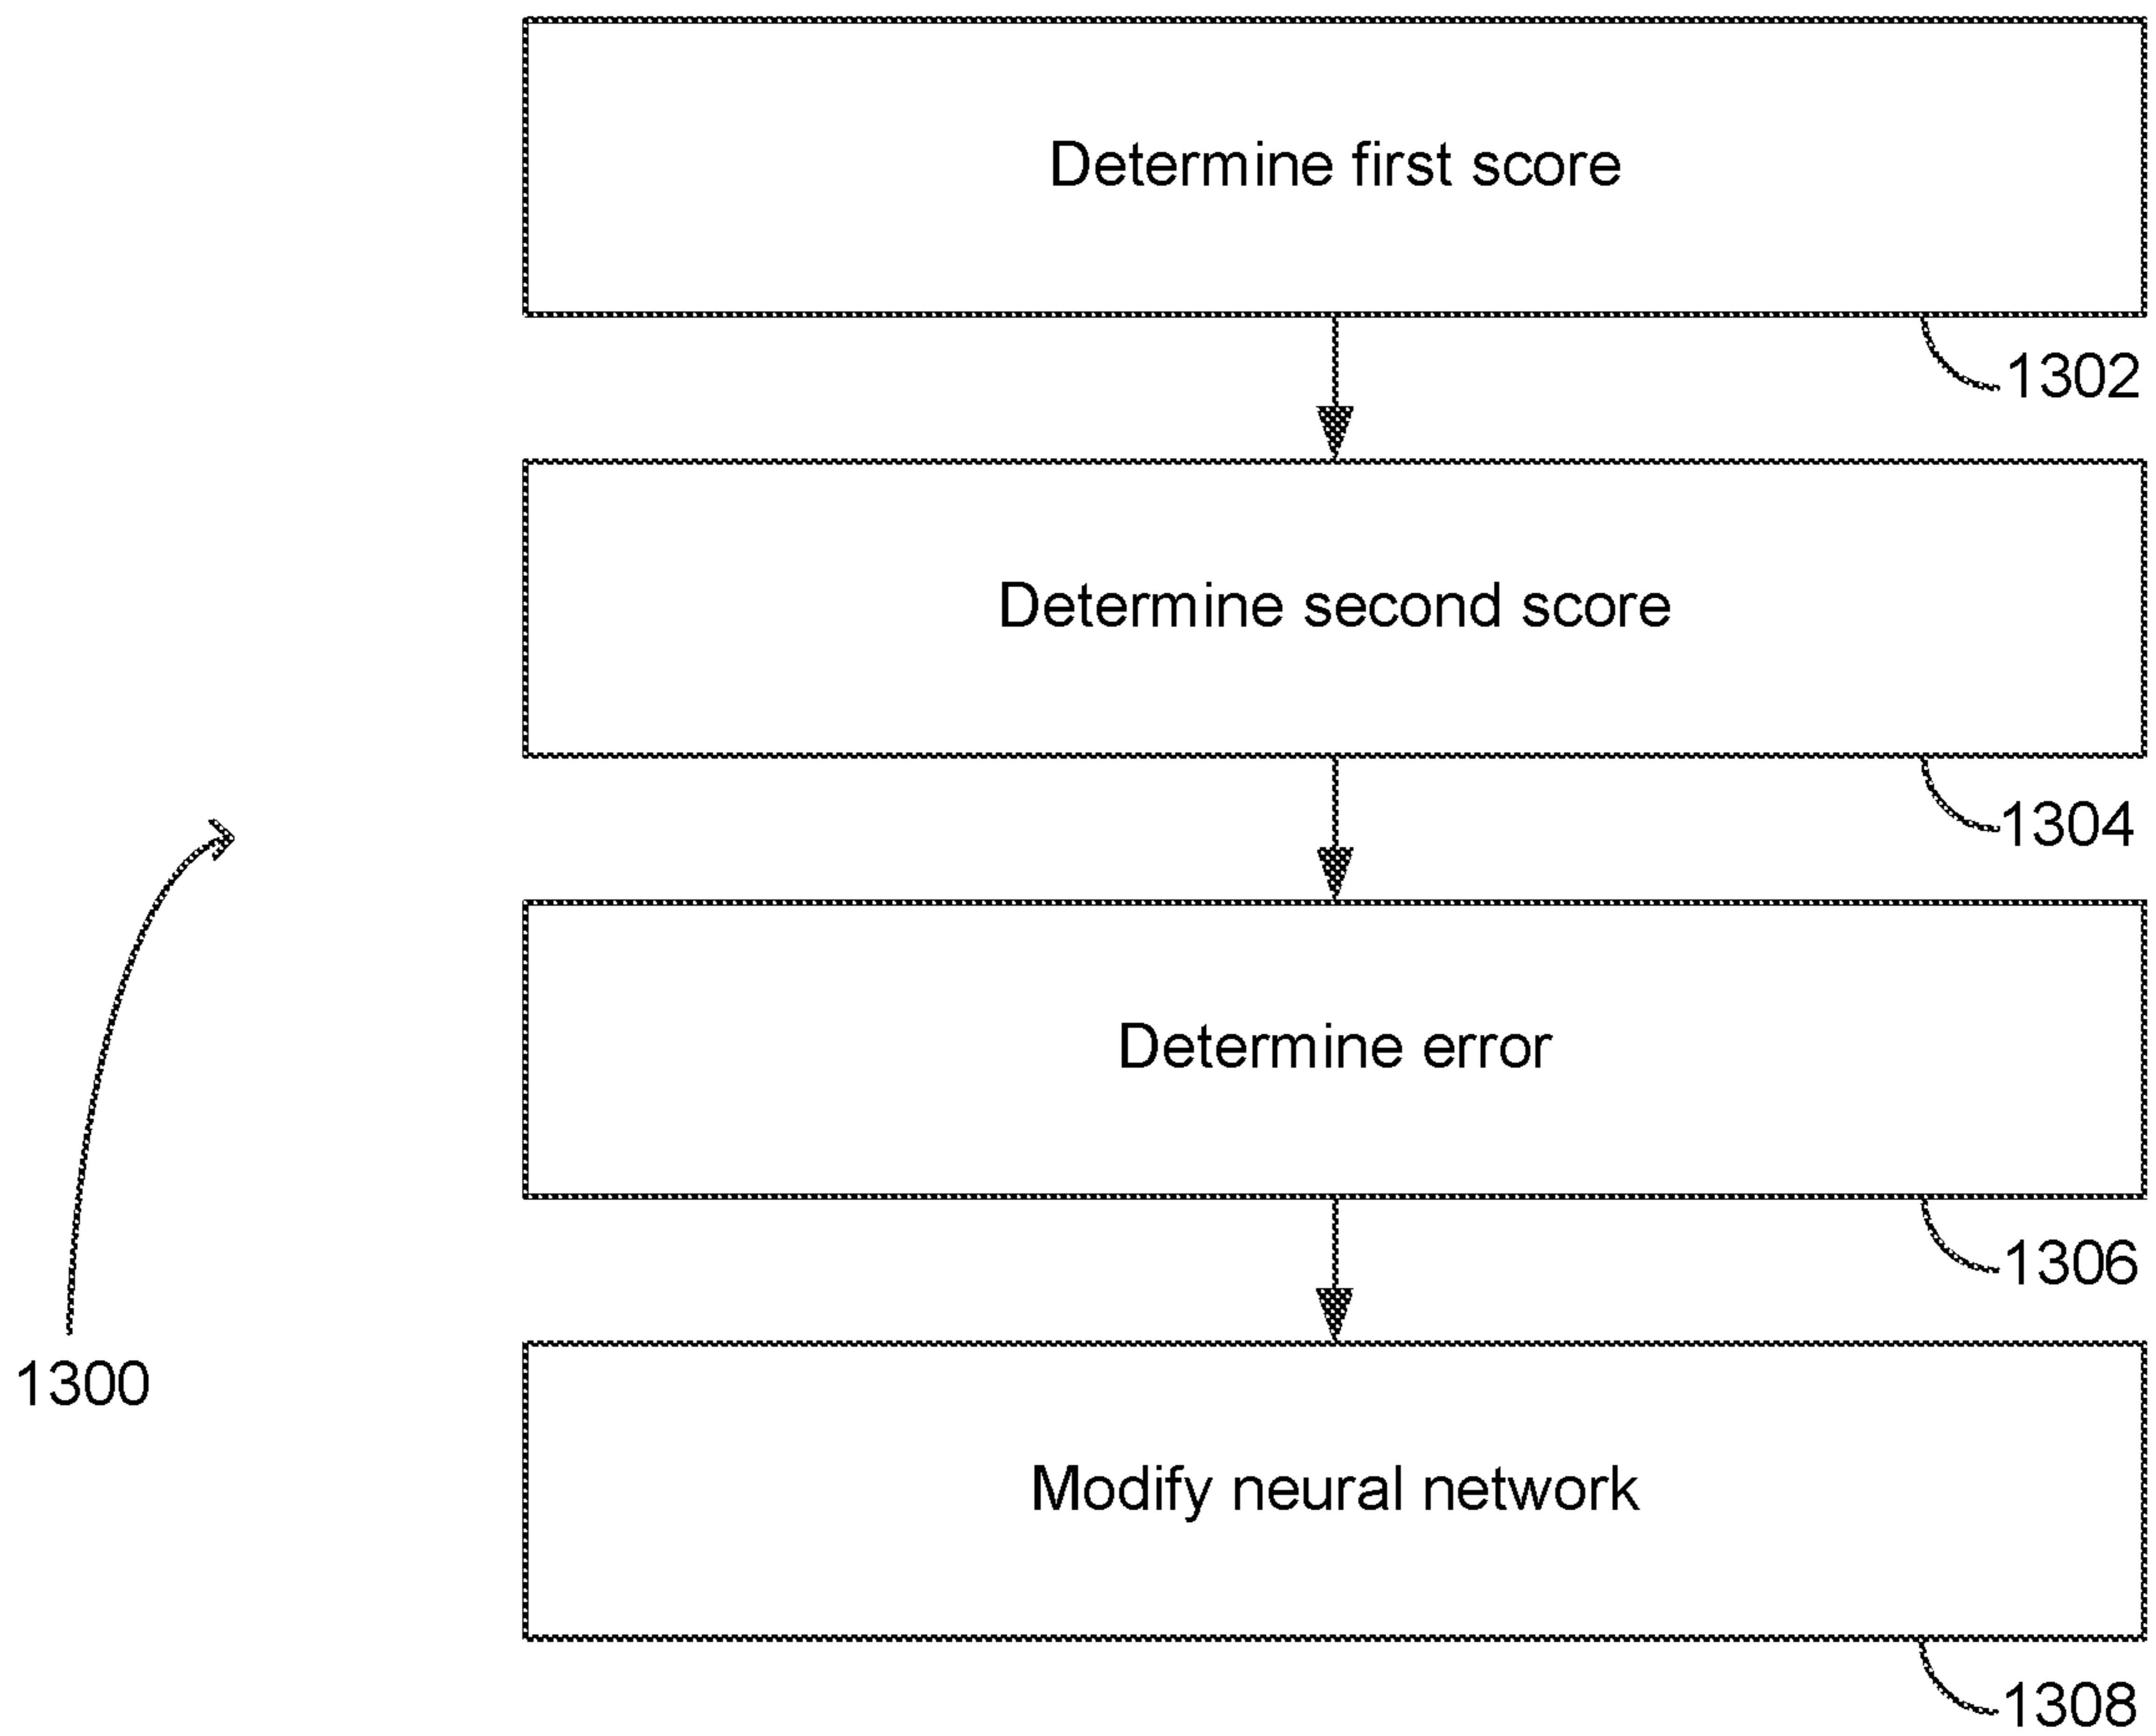 Determine first score
1302
Determine second score
1304
Determine error
1306
1300
Modify neural network
1308